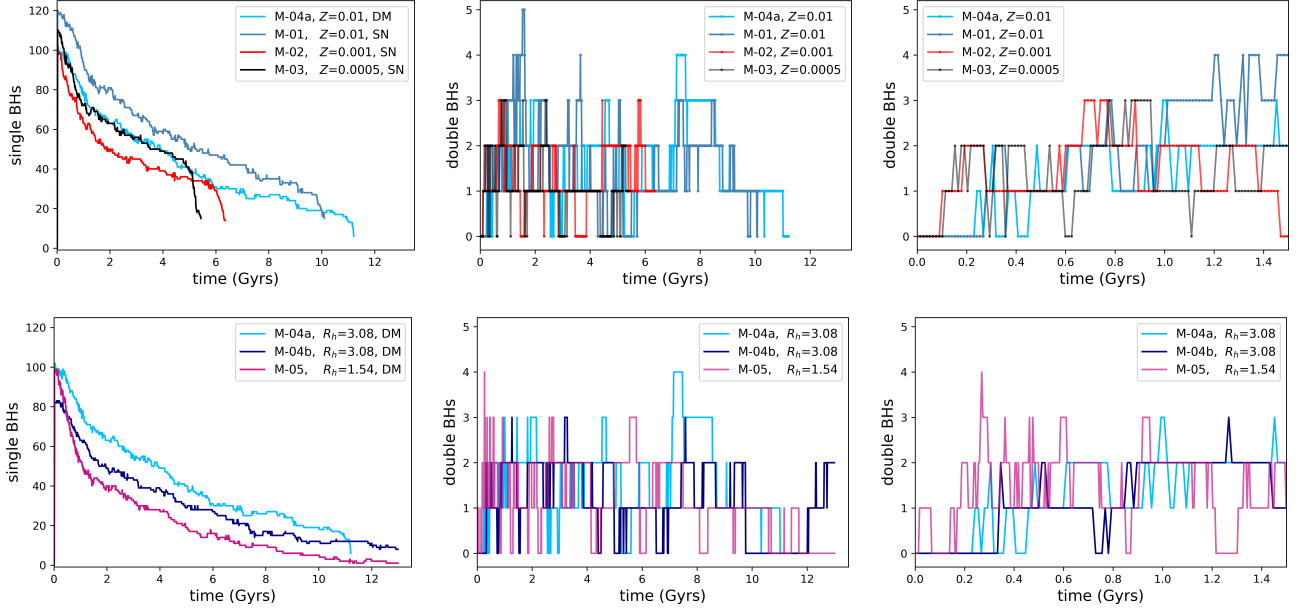 single BHs
120
100
80
60
40
20
0
0 2 4 6 8 10 12
time (Gyrs)
M-04a, Z=0.01, DM
M-01, Z=0.01, SN
M-02, Z=0.001, SN
M-03, Z=0.0005, SN
double BHs
5
4
3
2
1
0
0 2 4 6 8 10 12
time (Gyrs)
M-04a, Z=0.01
M-01, Z=0.01
M-02, Z=0.001
M-03, Z=0.0005
double BHs
5
4
3
2
1
0
0.0 0.2 0.4 0.6 0.8 1.0 1.2 1.4
time (Gyrs)
M-04a, Z=0.01
M-01, Z=0.01
M-02, Z=0.001
M-03, Z=0.0005
single BHs
120
100
80
60
40
20
0
0 2 4 6 8 10 12
time (Gyrs)
M-04a, Rh=3.08, DM
M-04b, Rh=3.08, DM
M-05, Rh=1.54, DM
double BHs
5
4
3
2
1
0
0 2 4 6 8 10 12
time (Gyrs)
M-04a, Rh=3.08
M-04b, Rh=3.08
M-05, Rh=1.54
double BHs
5
4
3
2
1
0
0.0 0.2 0.4 0.6 0.8 1.0 1.2 1.4
time (Gyrs)
M-04a, Rh=3.08
M-04b, Rh=3.08
M-05, Rh=1.54